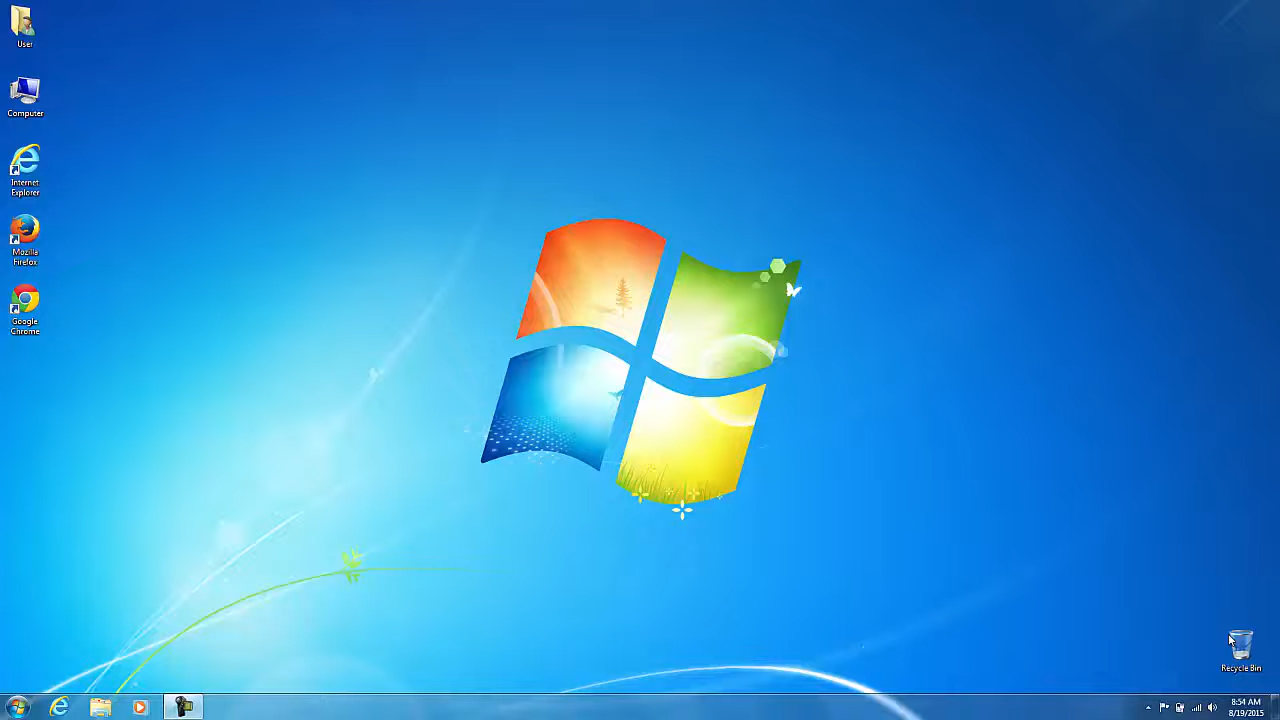 User
Computer
Internet
Explorer
Mozilla
Firefox
Google
Chrome
Recycle Bin
8:54 AM
8/19/2015